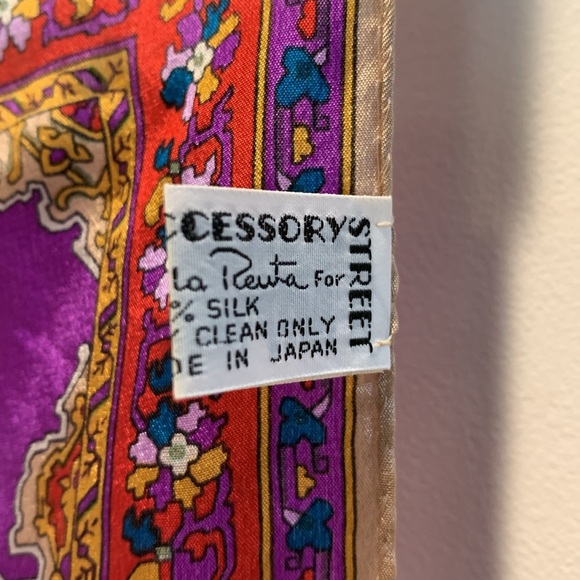 CCESSORY
STREET
la Renta FOR
% SILK
CLEAN ONLY
DE IN JAPAN